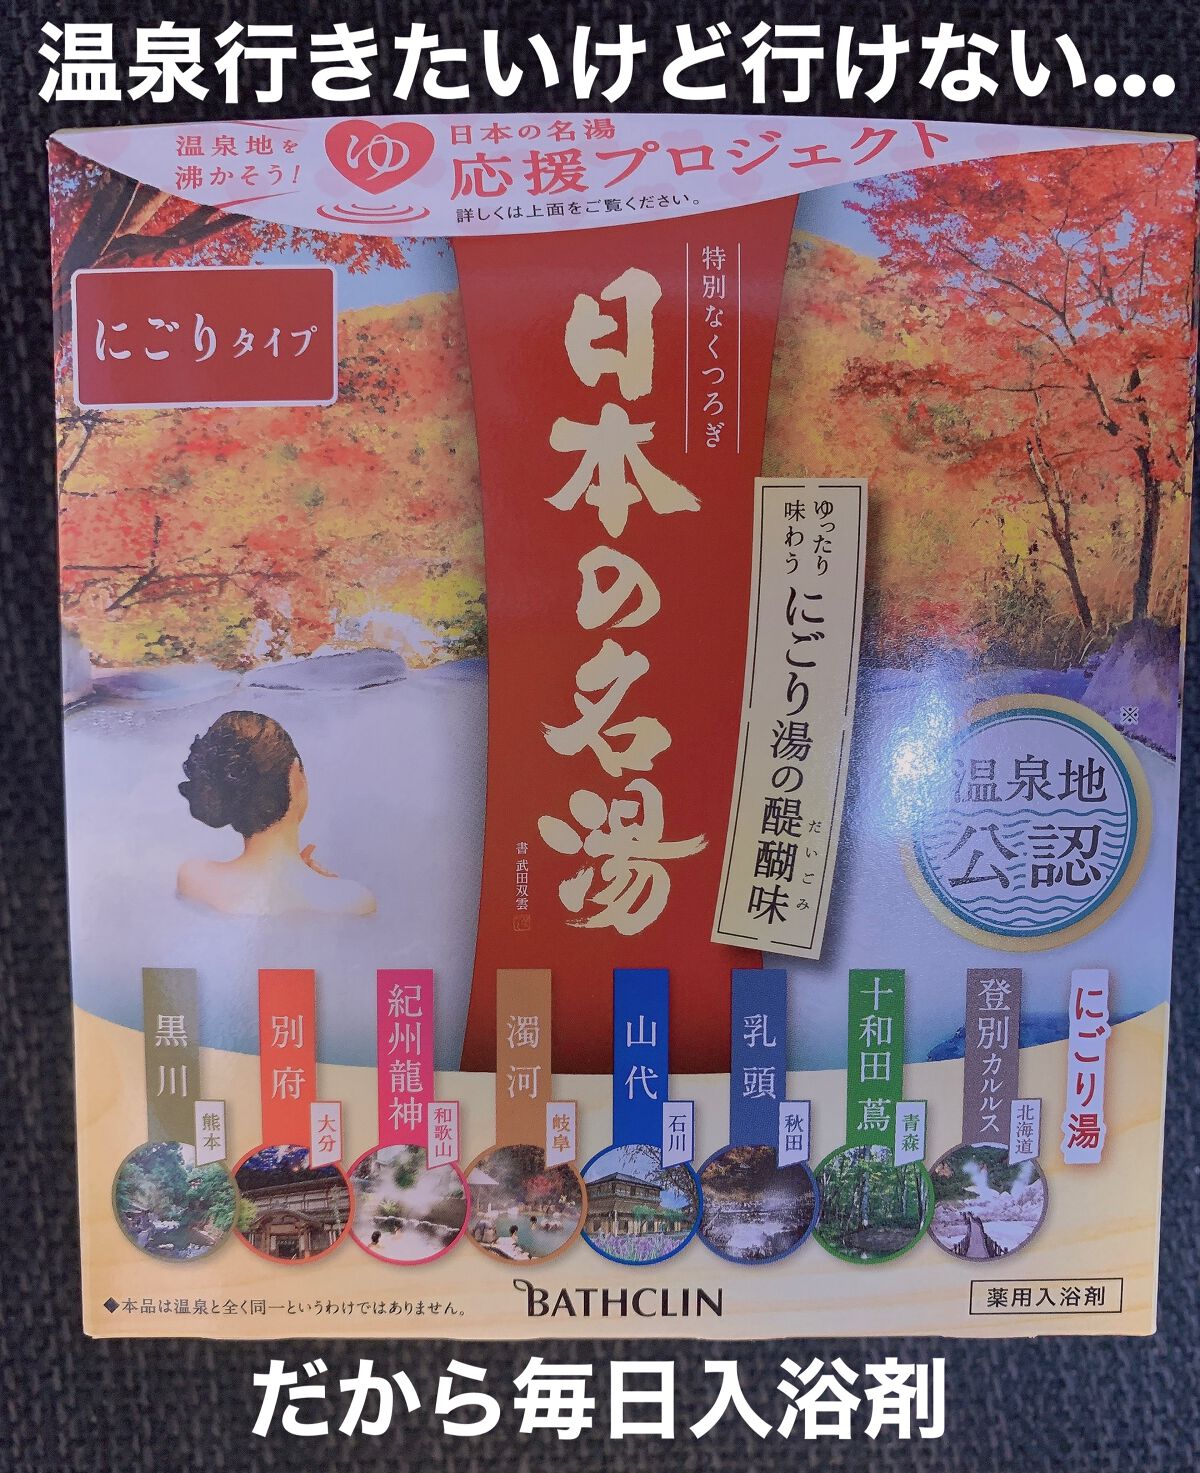 温泉行きたいけど行けない...
温泉地を
沸かそう!
ゆ
日本の名湯
応援プロジェクト
詳しくは上面をご覧ください。
にごりタイプ
特別なくつろぎ
日本の名湯
書 武田双雲
ゆったり
味わう
にごり湯の醍醐味
だいごみ
※
温泉地
公認
にごり湯
登別カルルス
北海道
十和田蔦
青森
乳頭
秋田
山代
石川
濁河
岐阜
紀州龍神
和歌山
別府
大分
黒川
熊本
◆本品は温泉と全く同一というわけではありません。
BATHCLIN
薬用入浴剤
だから毎日入浴剤